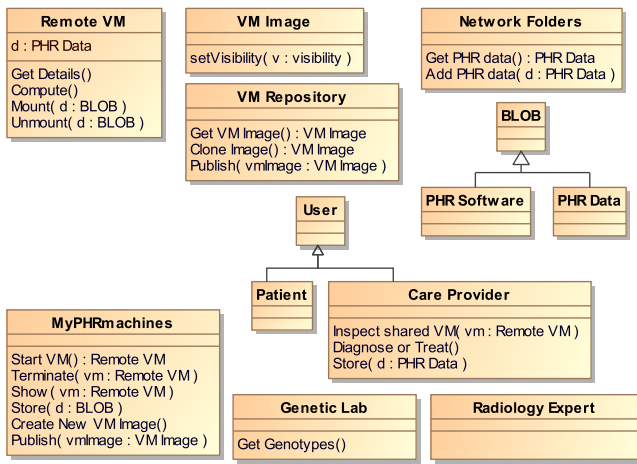 Remote VM
d : PHR Data
Get Details()
Compute()
Mount( d : BLOB )
Unmount( d : BLOB )
VM Image
setVisibility( v : visibility )
VM Repository
Get VM Image() : VM Image
Clone Image() : VM Image
Publish( vmImage : VM Image )
Network Folders
Get PHR data() : PHR Data
Add PHR data( d : PHR Data )
BLOB
PHR Software
PHR Data
User
Patient
Care Provider
Inspect shared VM( vm : Remote VM )
Diagnose or Treat()
Store( d : PHR Data )
MyPHRmachines
Start VM() : Remote VM
Terminate( vm : Remote VM )
Show ( vm : Remote VM )
Store( d : BLOB )
Create New VM Image()
Publish( vmImage : VM Image )
Genetic Lab
Get Genotypes()
Radiology Expert